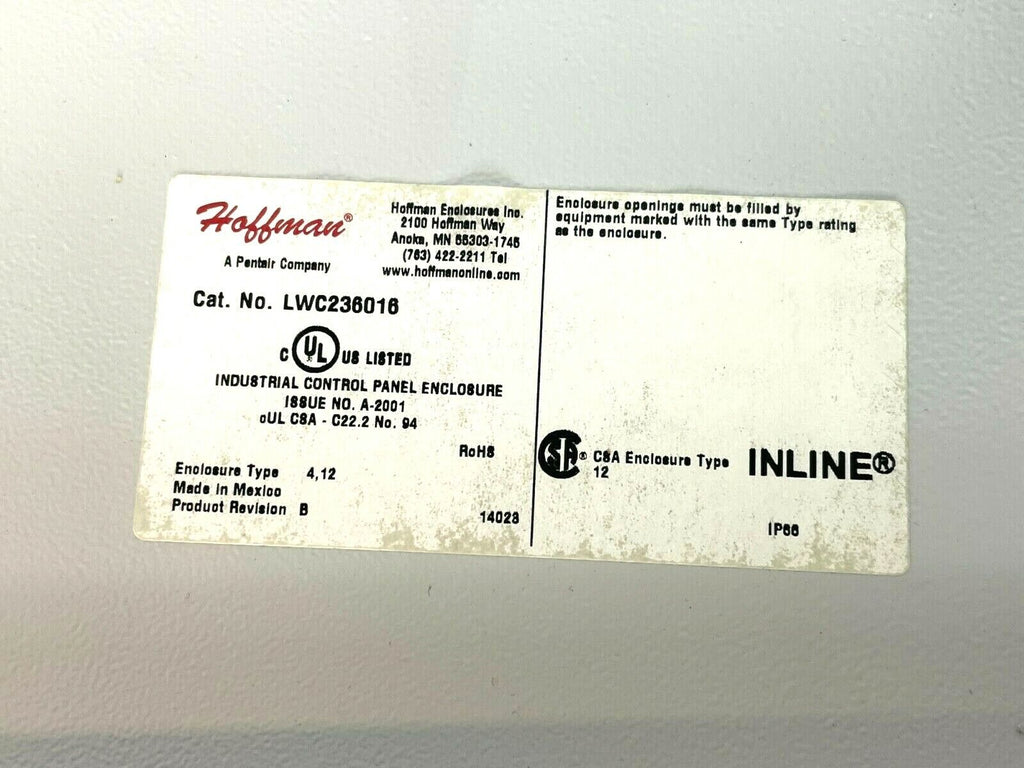 Hoffman®
A Pentair Company
Hoffman Enclosures Inc.
2100 Hoffman Way
Anoka, MN 55303-1745
(763) 422-2211 Tel
www.hoffmanonline.com
Cat. No. LWC236016
C UL US LISTED
INDUSTRIAL CONTROL PANEL ENCLOSURE
ISSUE NO. A-2001
cUL CSA - C22.2 No. 94
RoHS
Enclosure Type 4,12
Made in Mexico
Product Revision B
14023
Enclosure openings must be filled by
equipment marked with the same Type rating
as the enclosure.
CSA® CSA Enclosure Type
12
INLINE®
IP66